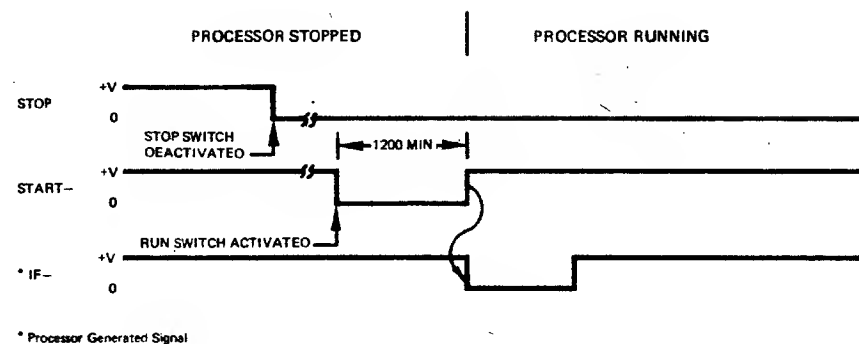 PROCESSOR STOPPED
PROCESSOR RUNNING
+V
STOP
0
STOP SWITCH
OEACTIVATED
1200 MIN
+V
START–
0
RUN SWITCH ACTIVATED
+V
* IF–
0
* Processor Generated Signal